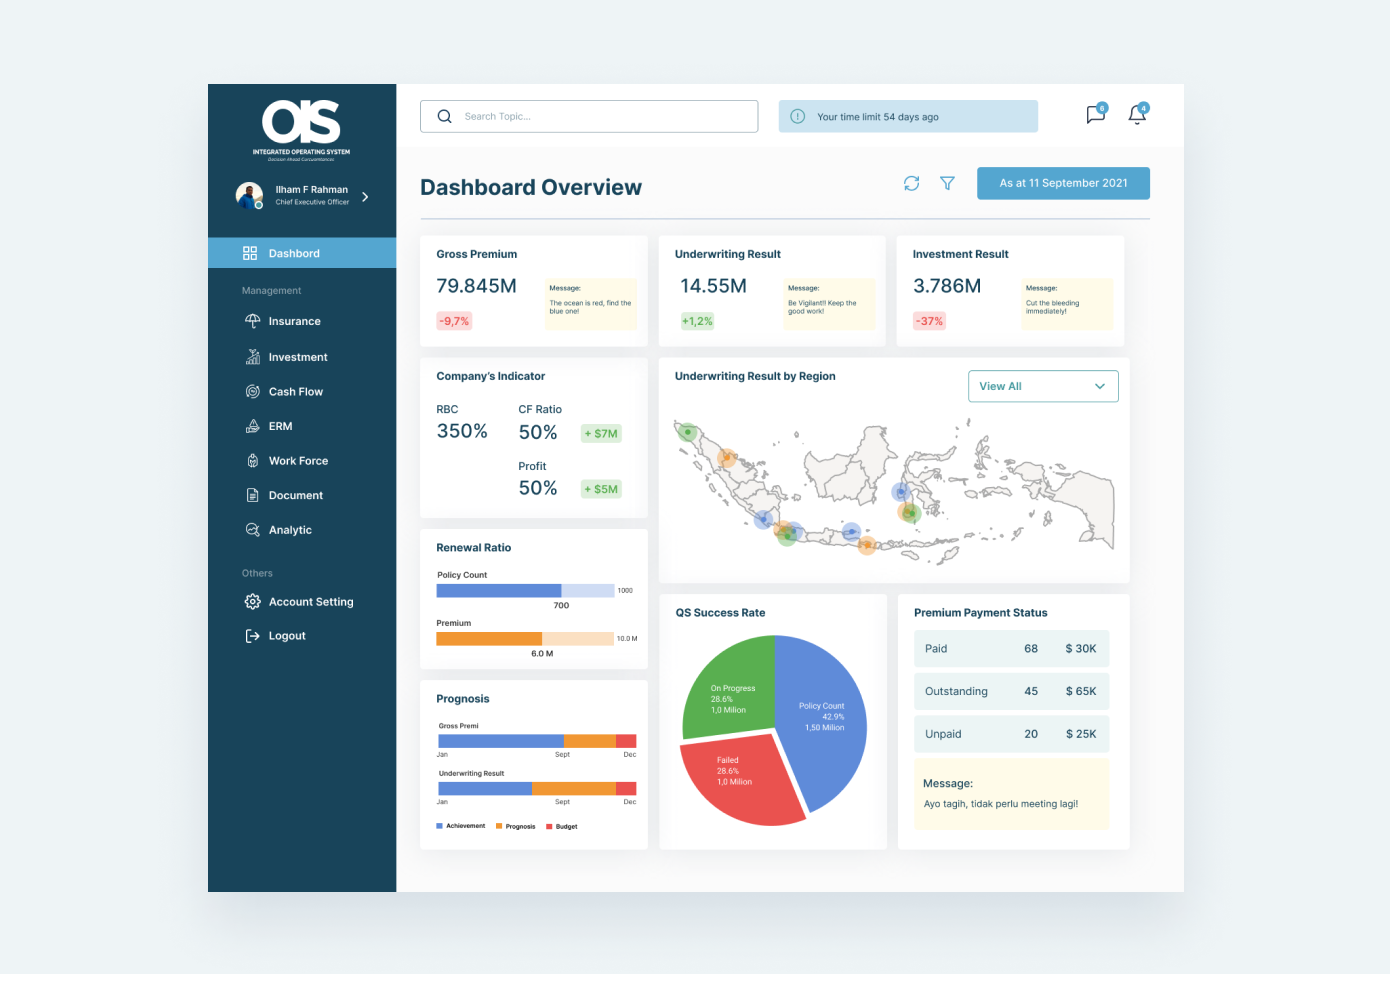 OIS
INTEGRATED OPERATING SYSTEM
Decision Ahead Circumstances
Ilham F Rahman
Chief Executive Officer
Dashbord
Management
Insurance
Investment
Cash Flow
ERM
Work Force
Document
Analytic
Others
Account Setting
Logout
Search Topic...
Your time limit 54 days ago
6
4
Dashboard Overview
As at 11 September 2021
Gross Premium
79.845M
-9,7%
Message:
The ocean is red, find the
blue one!
Underwriting Result
14.55M
+1,2%
Message:
Be Vigilant!! Keep the
good work!
Investment Result
3.786M
-37%
Message:
Cut the bleeding
immediately!
Company's Indicator
RBC
350%
CF Ratio
50%
+ $7M
Profit
50%
+ $5M
Underwriting Result by Region
View All
Renewal Ratio
Policy Count
1000
700
Premium
10.0 M
6.0 M
Prognosis
Gross Premi
Jan Sept Dec
Underwriting Result
Jan Sept Dec
Achievement Prognosis Budget
QS Success Rate
On Progress
28.6%
1,0 Milion
Policy Count
42.9%
1,50 Milion
Failed
28.6%
1,0 Milion
Premium Payment Status
Paid 68 $ 30K
Outstanding 45 $ 65K
Unpaid 20 $ 25K
Message:
Ayo tagih, tidak perlu meeting lagi!